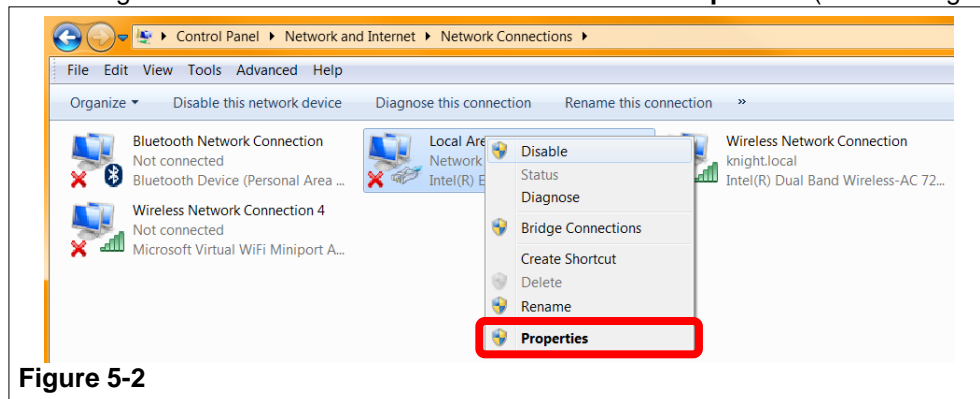 Control Panel ▸ Network and Internet ▸ Network Connections ▸
File Edit View Tools Advanced Help
Organize ▾ Disable this network device Diagnose this connection Rename this connection »
Bluetooth Network Connection
Not connected
Bluetooth Device (Personal Area ...
Local Are
Network
Intel(R) E
Wireless Network Connection
knight.local
Intel(R) Dual Band Wireless-AC 72...
Wireless Network Connection 4
Not connected
Microsoft Virtual WiFi Miniport A...
Disable
Status
Diagnose
Bridge Connections
Create Shortcut
Delete
Rename
Properties
Figure 5-2